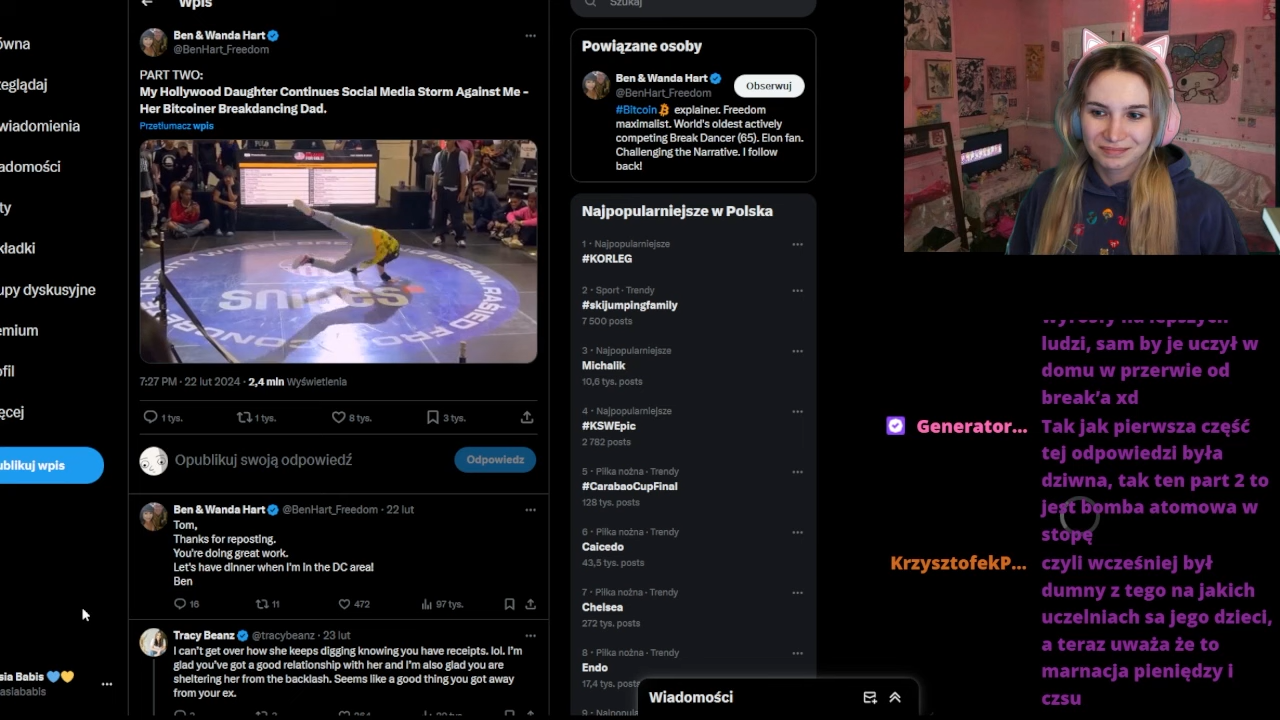 ówna
zeglądaj
wiadomienia
adomości
ty
kładki
upy dyskusyjne
emium
ofil
ęcej
ublikuj wpis
sia Babis 💙💛
aslababis
Wpis
Ben & Wanda Hart
@BenHart_Freedom
PART TWO:
My Hollywood Daughter Continues Social Media Storm Against Me -
Her Bitcoiner Breakdancing Dad.
Przetłumacz wpis
7:27 PM · 22 lut 2024 · 2,4 mln Wyświetlenia
1 tys.
1 tys.
8 tys.
3 tys.
Opublikuj swoją odpowiedź
Odpowiedz
Ben & Wanda Hart @BenHart_Freedom · 22 lut
Tom,
Thanks for reposting.
You're doing great work.
Let's have dinner when I'm in the DC area!
Ben
16
11
472
97 tys.
Tracy Beanz @tracybeanz · 23 lut
I can't get over how she keeps digging knowing you have receipts. lol. I'm
glad you've got a good relationship with her and I'm also glad you are
sheltering her from the backlash. Seems like a good thing you got away
from your ex.
Szukaj
Powiązane osoby
Ben & Wanda Hart
@BenHart_Freedom
Obserwuj
#Bitcoin explainer. Freedom
maximalist. World's oldest actively
competing Break Dancer (65). Elon fan.
Challenging the Narrative. I follow
back!
Najpopularniejsze w Polska
1 · Najpopularniejsze
#KORLEG
2 · Sport · Trendy
#skijumpingfamily
7 500 posts
3 · Najpopularniejsze
Michalik
10,6 tys. posts
4 · Najpopularniejsze
#KSWEpic
2 782 posts
5 · Piłka nożna · Trendy
#CarabaoCupFinal
128 tys. posts
6 · Piłka nożna · Trendy
Caicedo
43,5 tys. posts
7 · Piłka nożna · Trendy
Chelsea
272 tys. posts
8 · Piłka nożna · Trendy
Endo
17,4 tys. posts
Wiadomości
wyrosły na lepszych
ludzi, sam by je uczył w
domu w przerwie od
break'a xd
Generator... Tak jak pierwsza część
tej odpowiedzi była
dziwna, tak ten part 2 to
jest bomba atomowa w
stopę
KrzysztofekP... czyli wcześniej był
dumny z tego na jakich
uczelniach sa jego dzieci,
a teraz uważa że to
marnacja pieniędzy i
czsu